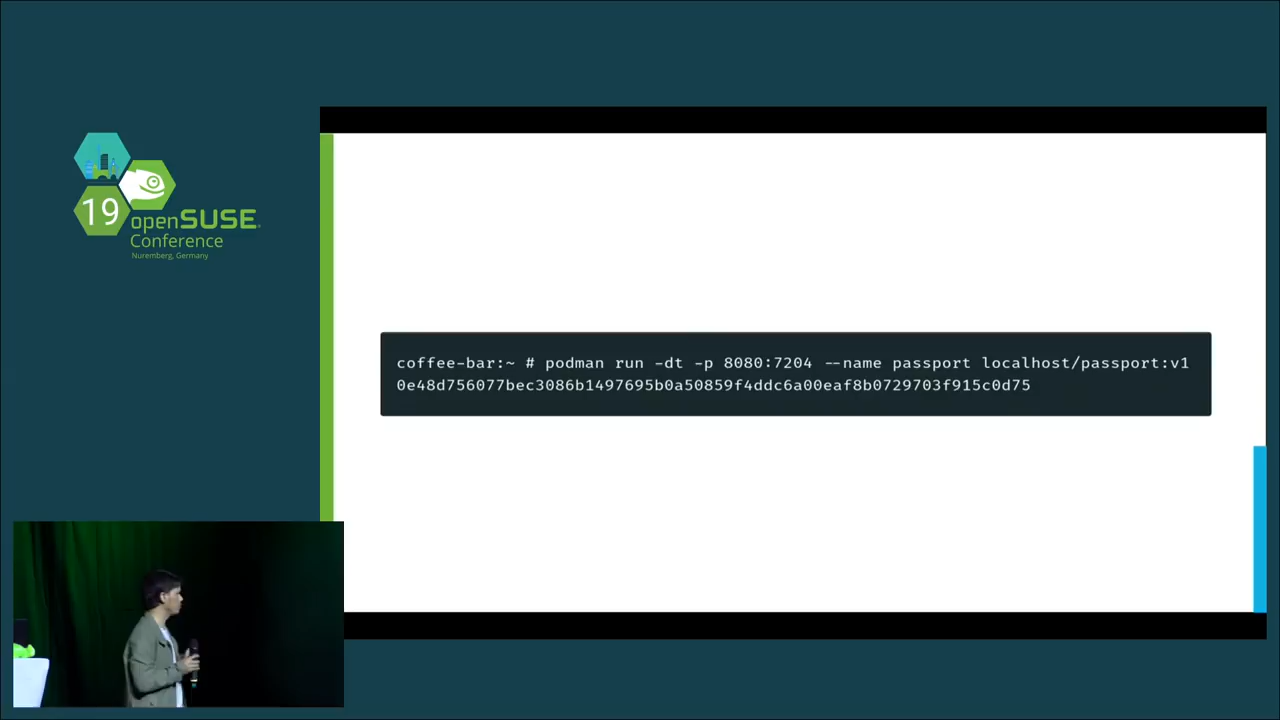 19
openSUSE
Conference
Nuremberg, Germany
coffee-bar:~ # podman run -dt -p 8080:7204 --name passport localhost/passport:v1
0e48d756077bec3086b1497695b0a50859f4ddc6a00eaf8b0729703f915c0d75